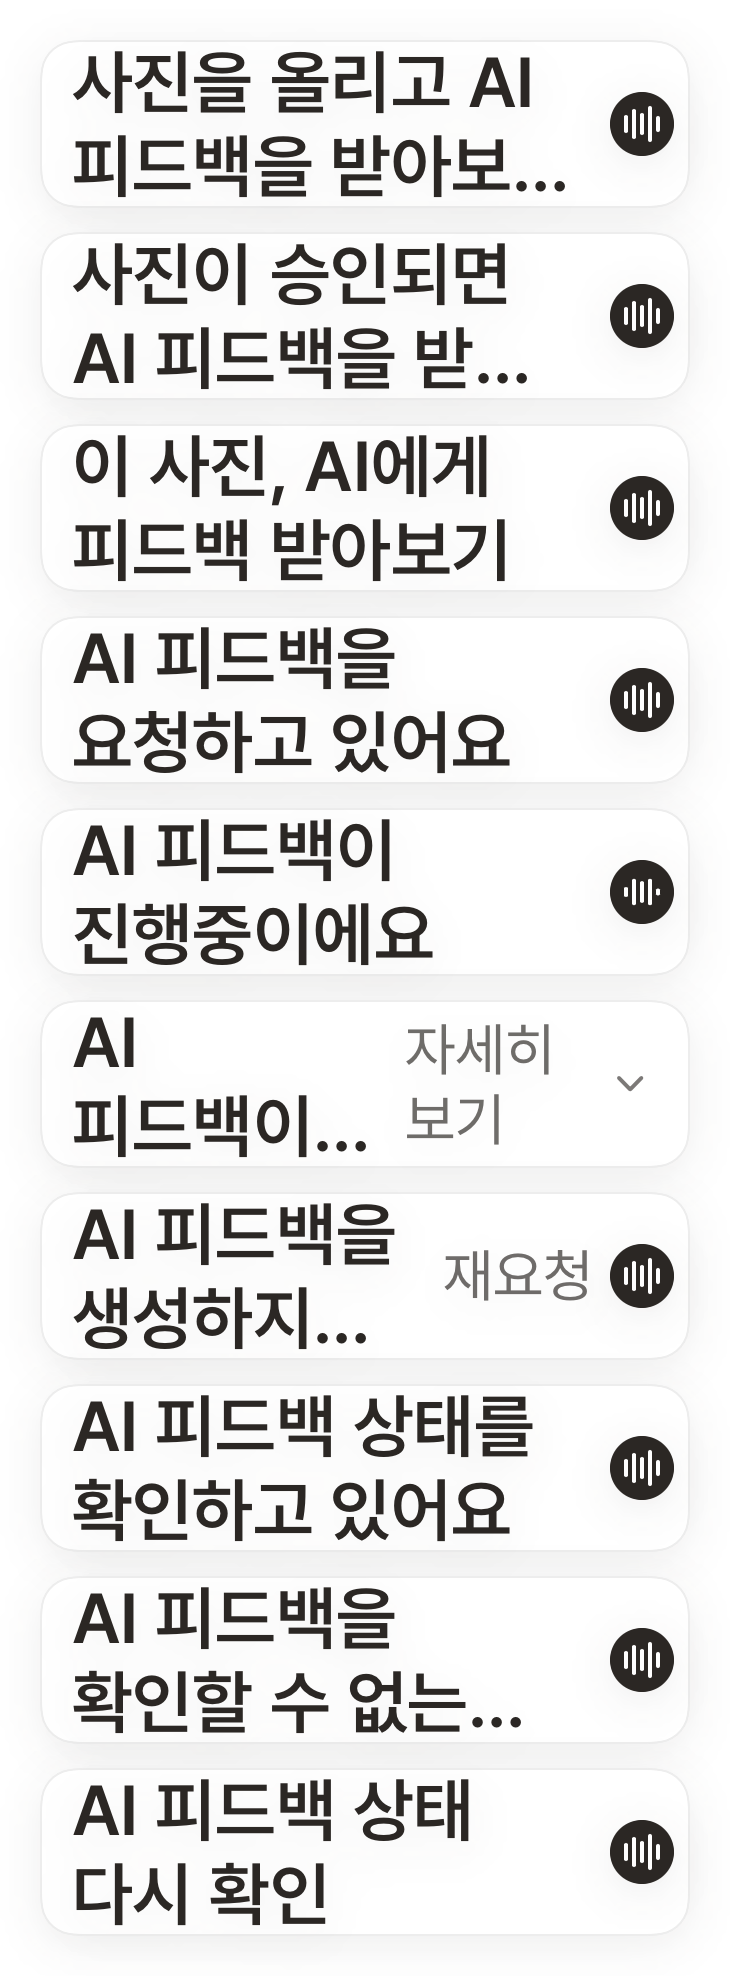 사진을 올리고 AI
피드백을 받아보...
사진이 승인되면
AI 피드백을 받...
이 사진, AI에게
피드백 받아보기
AI 피드백을
요청하고 있어요
AI 피드백이
진행중이에요
AI
피드백이...
자세히
보기
AI 피드백을
생성하지...
재요청
AI 피드백 상태를
확인하고 있어요
AI 피드백을
확인할 수 없는...
AI 피드백 상태
다시 확인